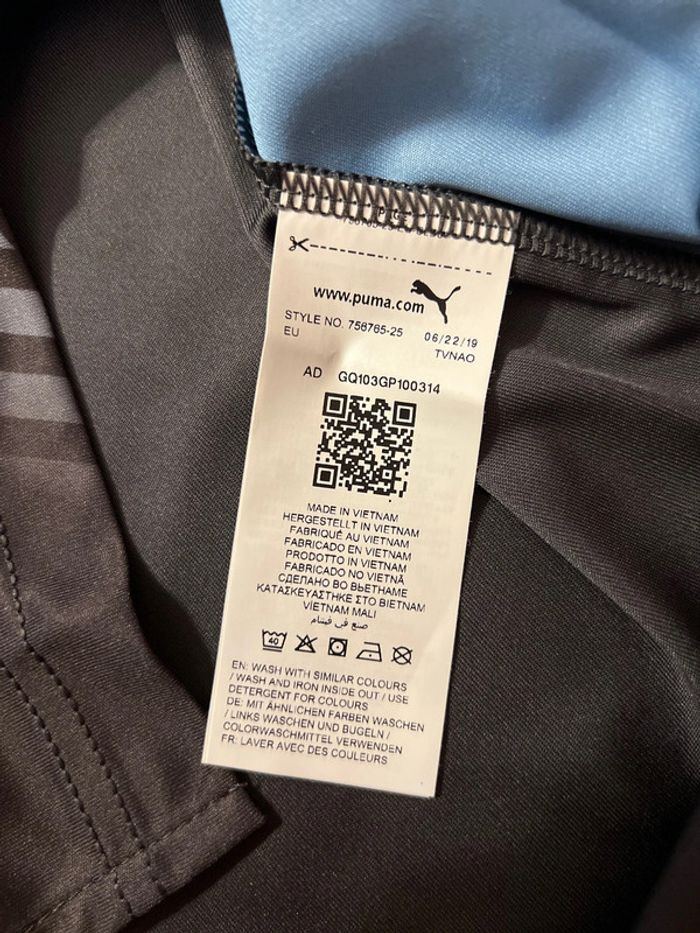 www.puma.com
STYLE NO. 756765-25 06/22/19
EU TVNAO
AD GQ103GP100314
MADE IN VIETNAM
HERGESTELLT IN VIETNAM
FABRIQUÉ AU VIETNAM
FABRICADO EN VIETNAM
PRODOTTO IN VIETNAM
FABRICADO NO VIETNÃ
СДЕЛАНО ВО ВЬЕТНАМЕ
ΚΑΤΑΣΚΕΥΑΣΤΗΚΕ ΣΤΟ ΒΙΕΤΝΑΜ
VİETNAM MALI
صنع في فيتنام
40
EN: WASH WITH SIMILAR COLOURS
/ WASH AND IRON INSIDE OUT / USE
DETERGENT FOR COLOURS
DE: MIT ÄHNLICHEN FARBEN WASCHEN
/ LINKS WASCHEN UND BÜGELN /
COLORWASCHMITTEL VERWENDEN
FR: LAVER AVEC DES COULEURS